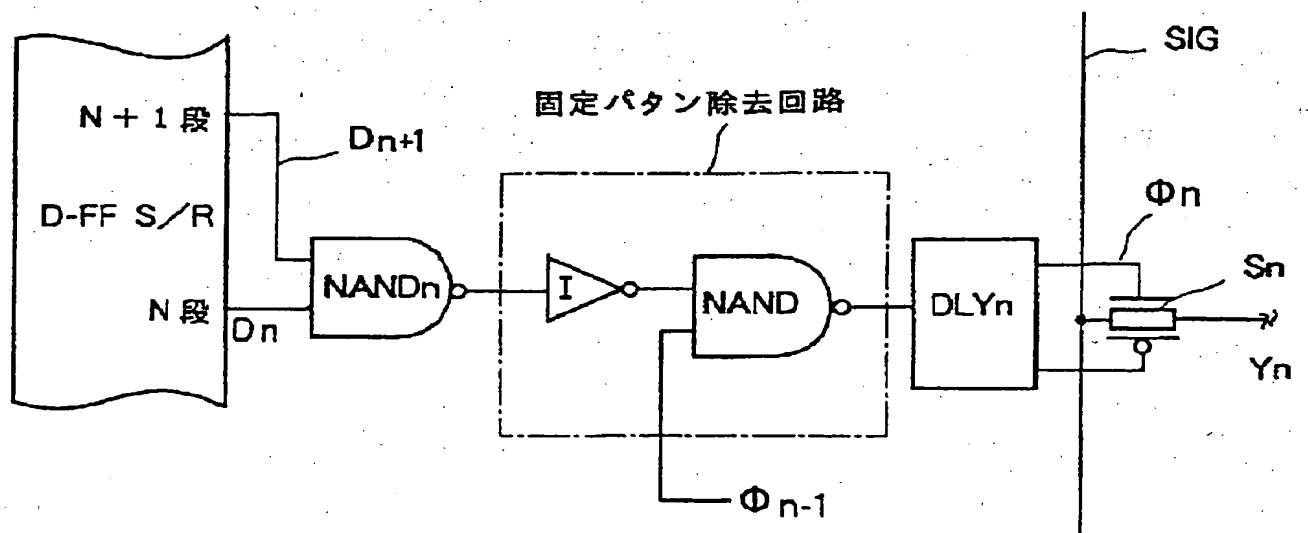 SIG
固定パタン除去回路
N+1段
Dn+1
Φn
D-FF S/R
Sn
NANDn
I
NAND
DLYn
N段
Dn
Yn
Φn-1